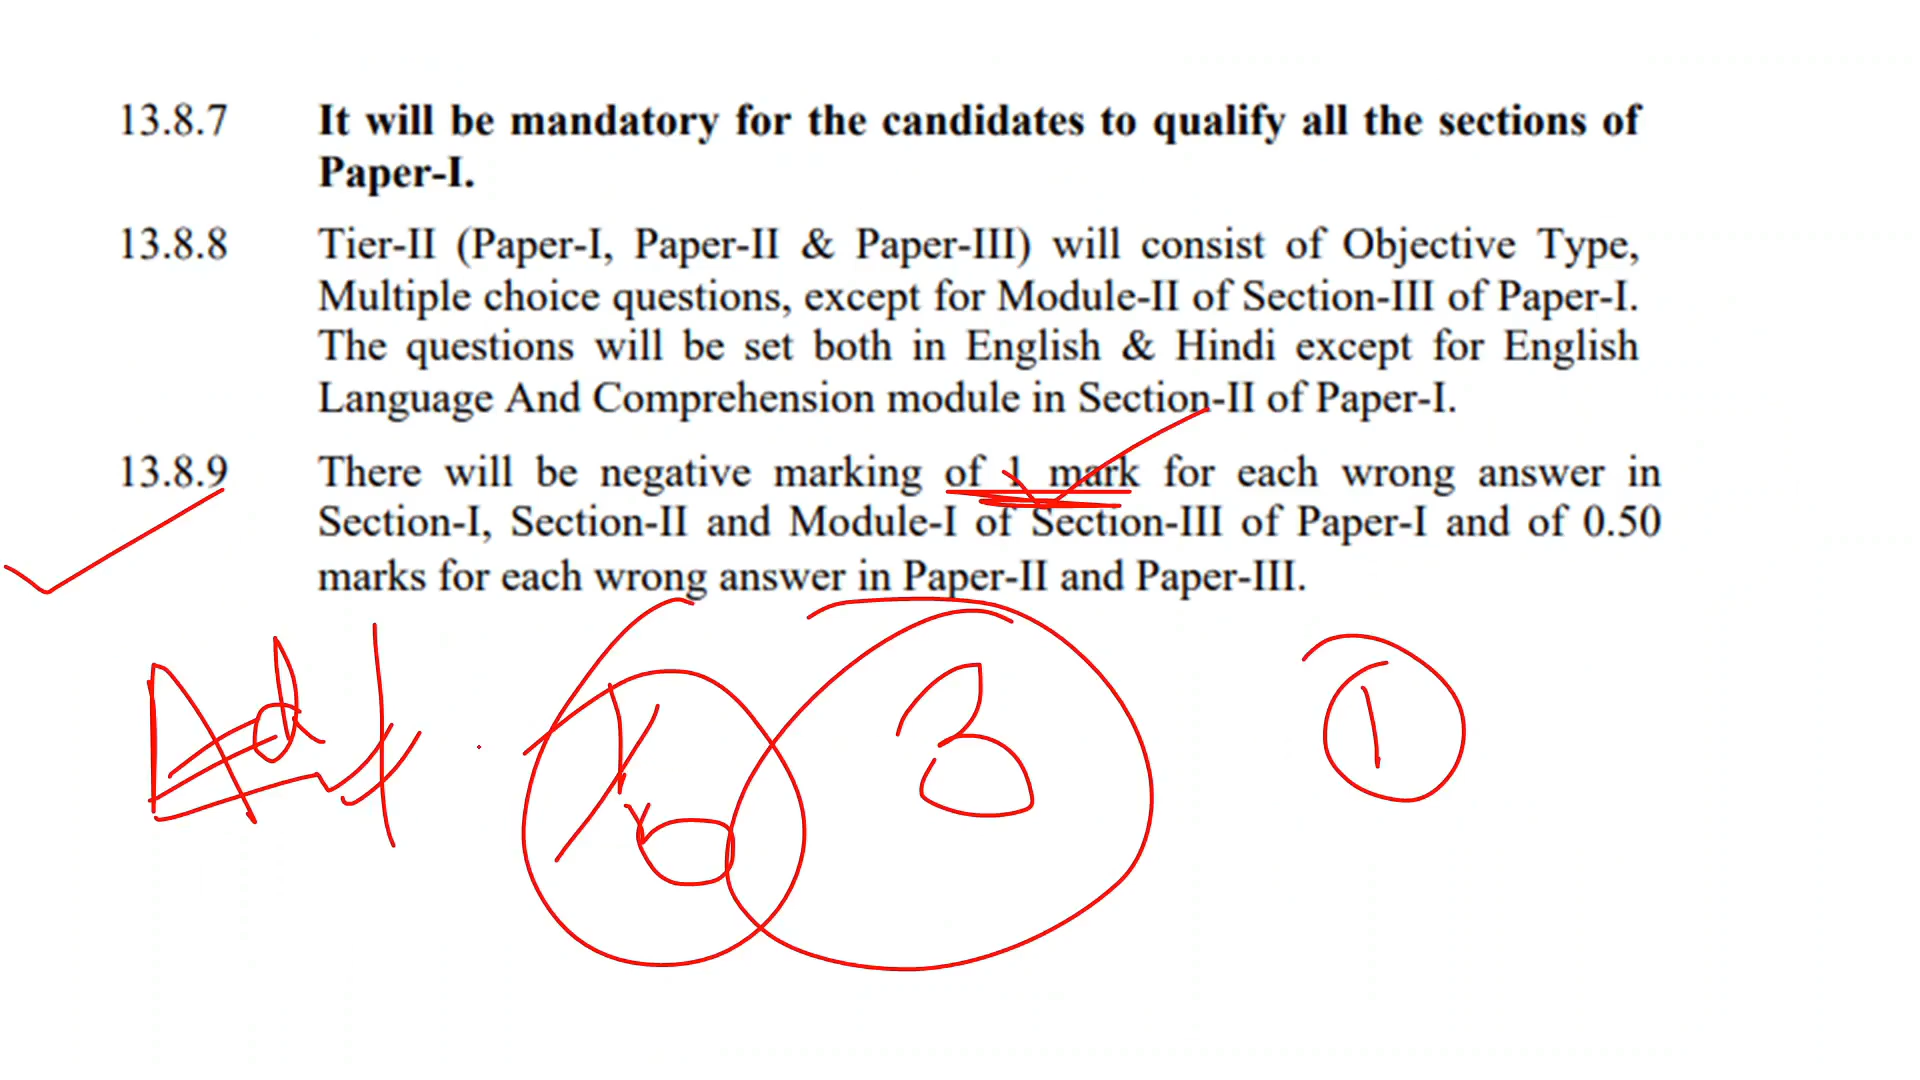 13.8.7 It will be mandatory for the candidates to qualify all the sections of
Paper-I.
13.8.8 Tier-II (Paper-I, Paper-II & Paper-III) will consist of Objective Type,
Multiple choice questions, except for Module-II of Section-III of Paper-I.
The questions will be set both in English & Hindi except for English
Language And Comprehension module in Section-II of Paper-I.
13.8.9 There will be negative marking of 1 mark for each wrong answer in
Section-I, Section-II and Module-I of Section-III of Paper-I and of 0.50
marks for each wrong answer in Paper-II and Paper-III.
3 1